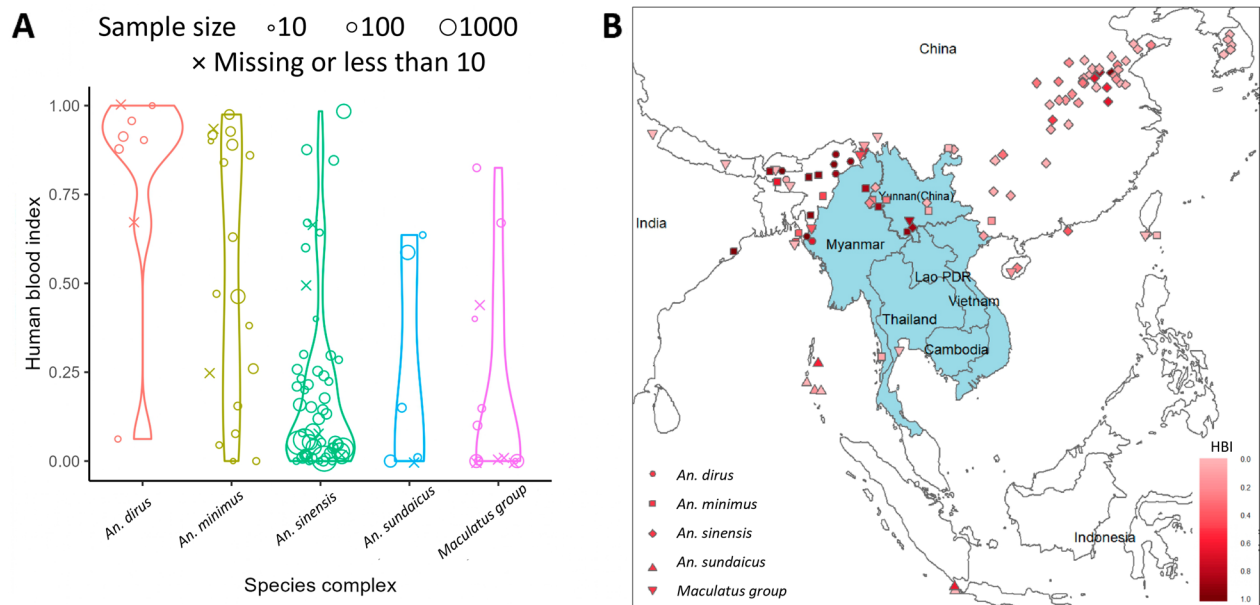 A
Sample size 10 100 1000
× Missing or less than 10
Human blood index
1.00
0.75
0.50
0.25
0.00
An. dirus
An. minimus
An. sinensis
An. sundaicus
Maculatus group
Species complex
B
China
India
Yunnan(China)
Myanmar
Lao PDR
Vietnam
Thailand
Cambodia
Indonesia
An. dirus
An. minimus
An. sinensis
An. sundaicus
Maculatus group
HBI
0.0
0.2
0.4
0.6
0.8
1.0